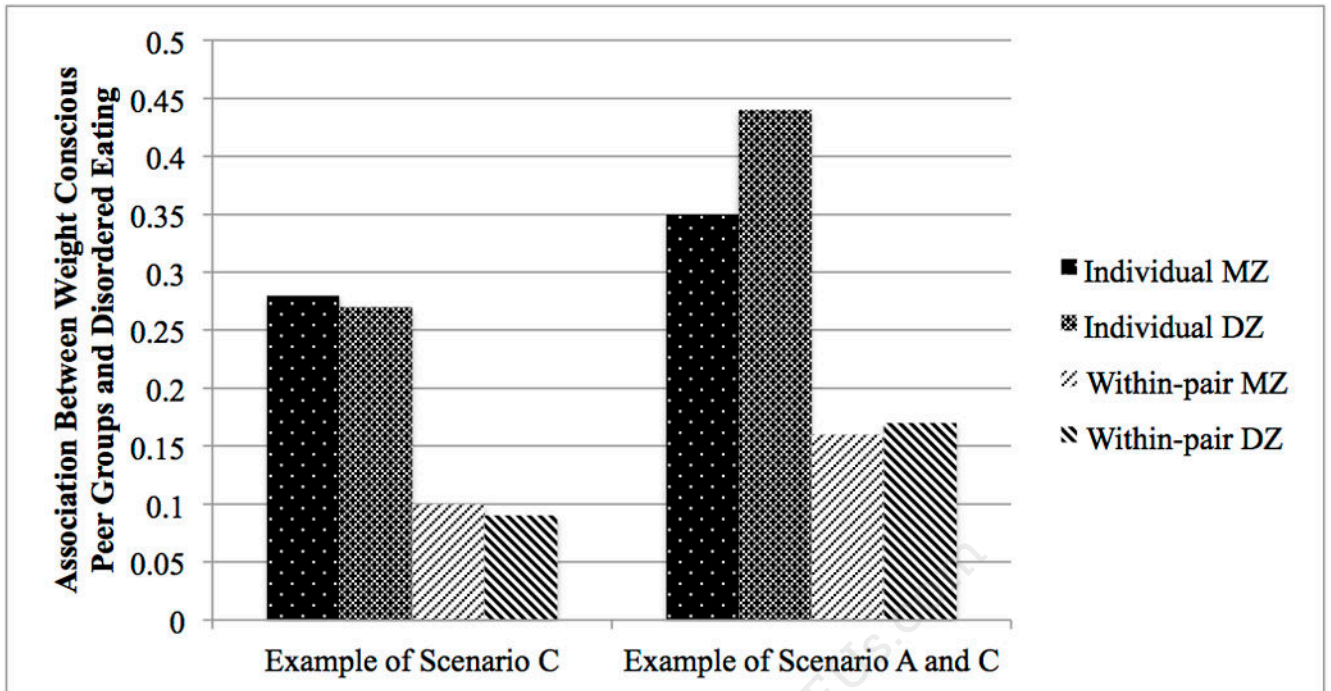 Association Between Weight Conscious
Peer Groups and Disordered Eating
0.5
0.45
0.4
0.35
0.3
0.25
0.2
0.15
0.1
0.05
0
Example of Scenario C
Example of Scenario A and C
Individual MZ
Individual DZ
Within-pair MZ
Within-pair DZ